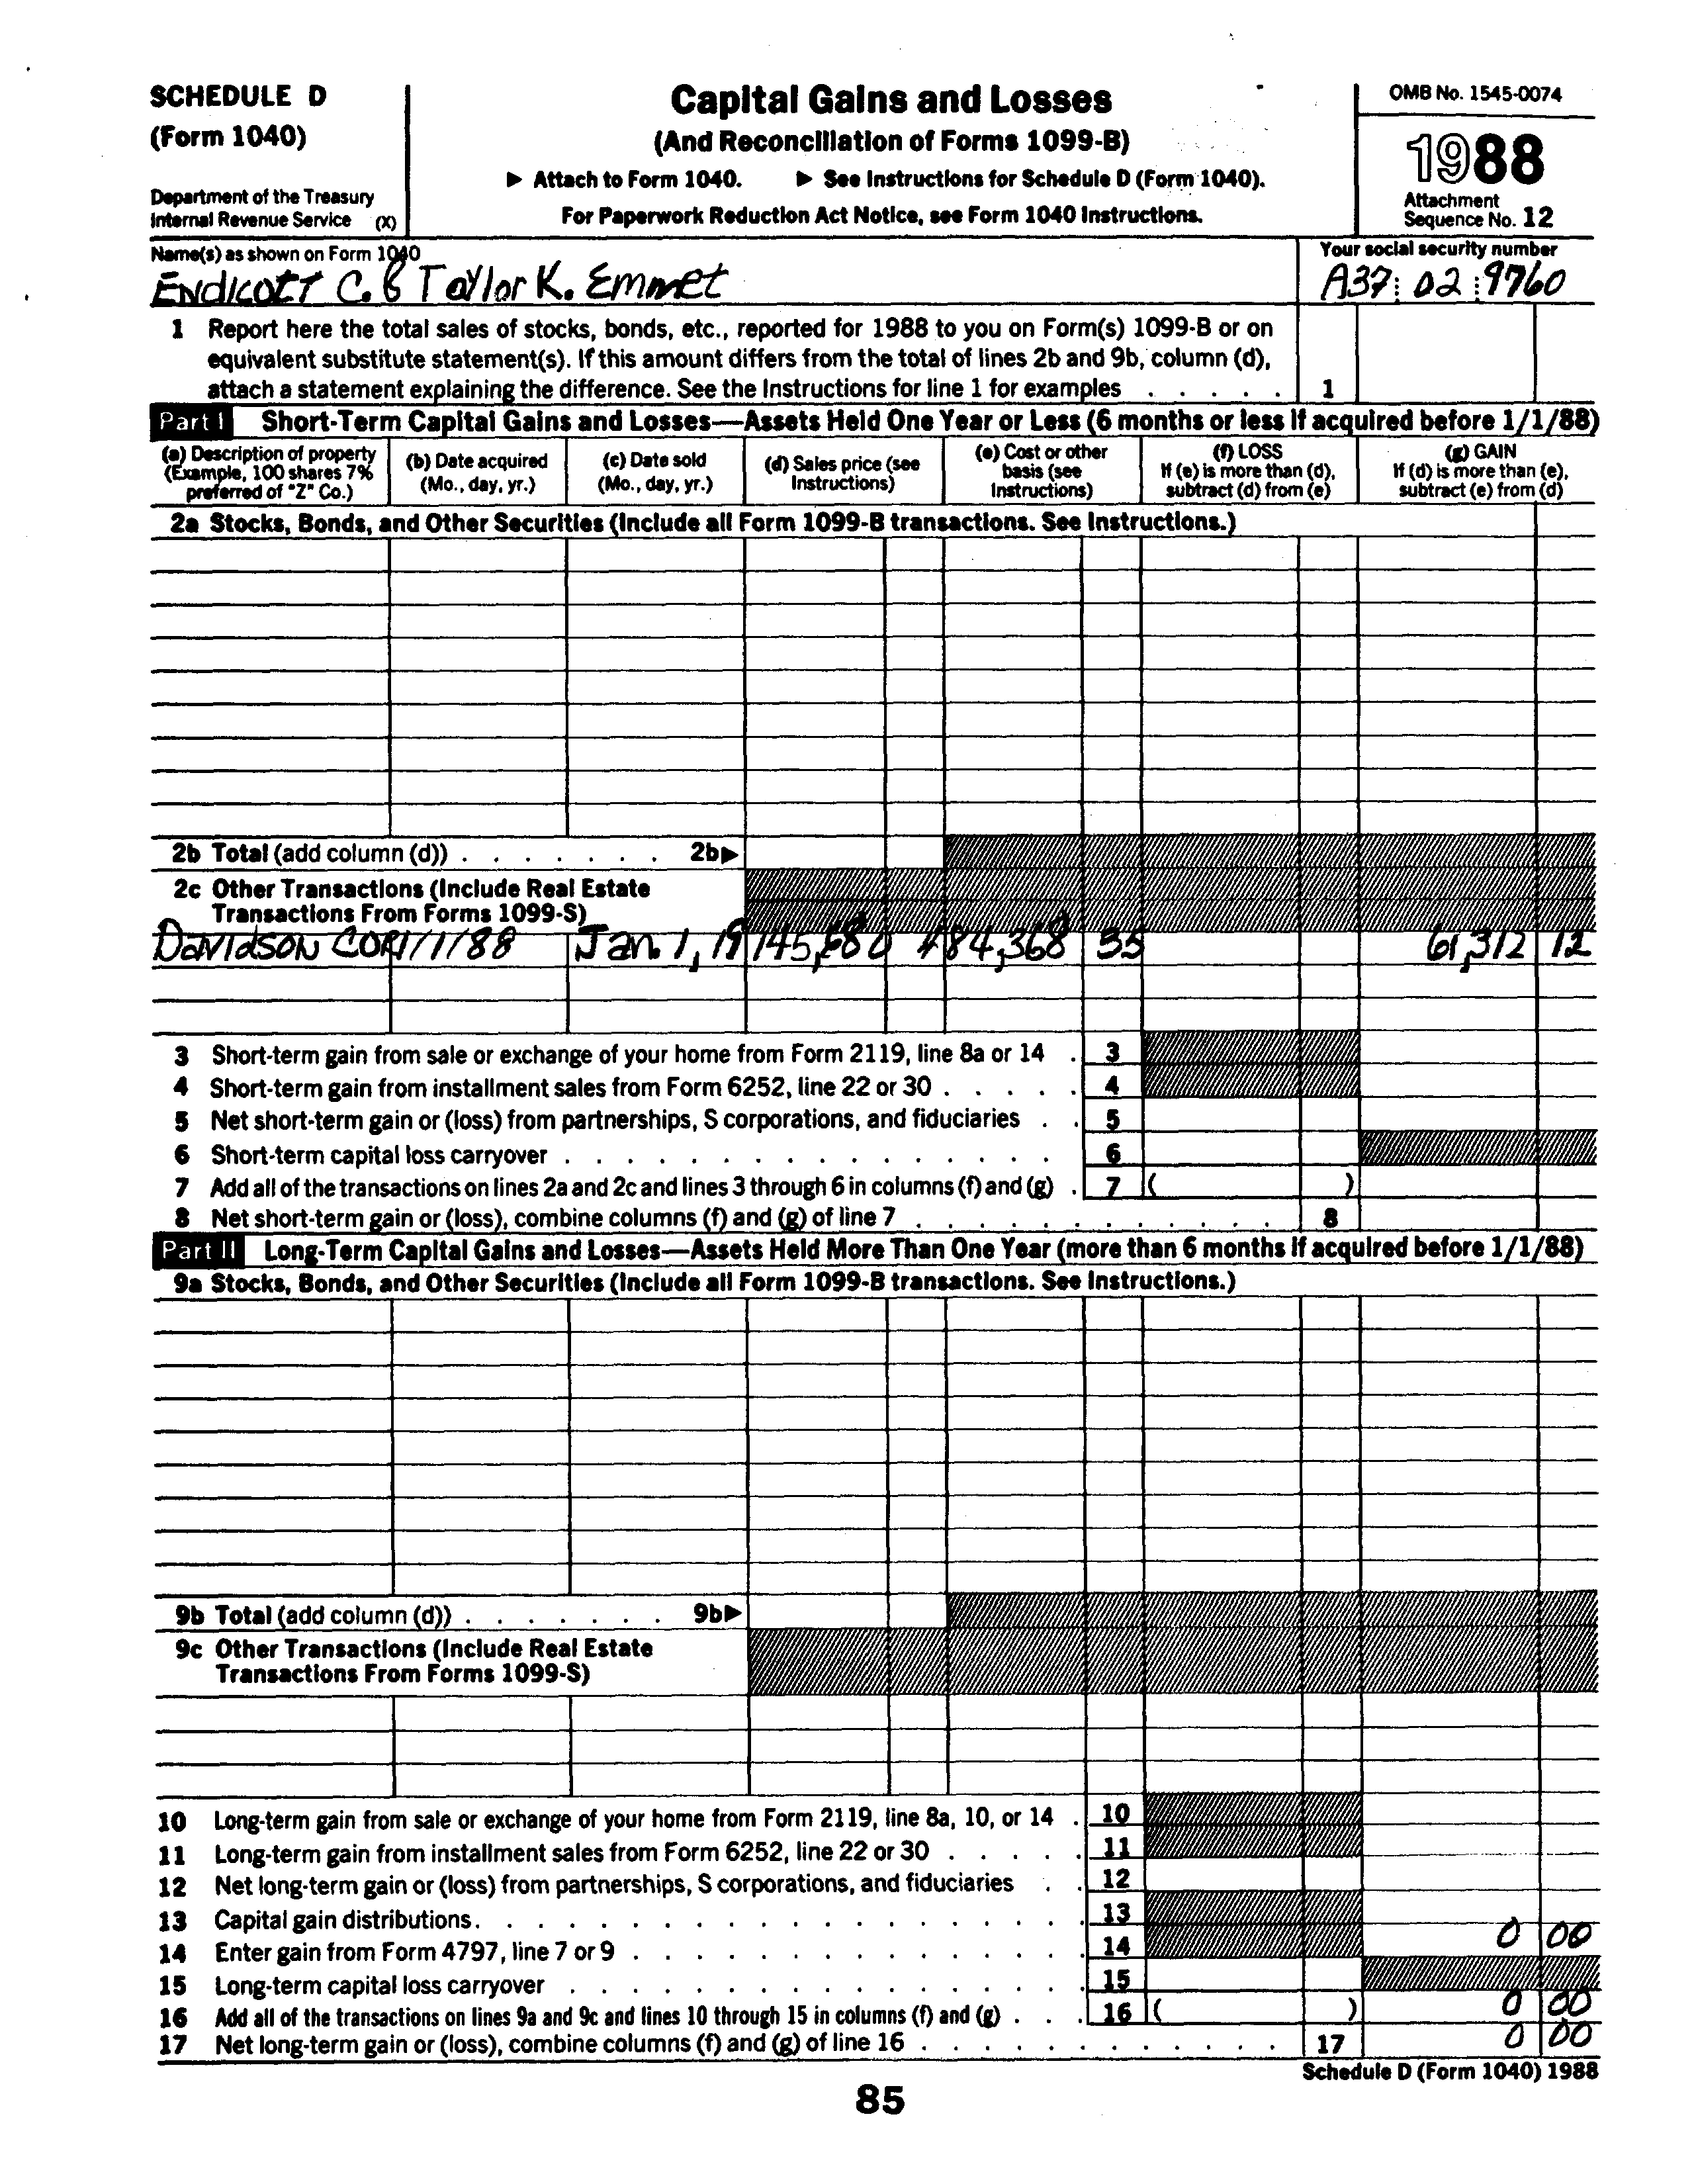 SCHEDULE D
(Form 1040)
Department of the Treasury
Internal Revenue Service (X)
Capital Gains and Losses
(And Reconciliation of Forms 1099-B)
▶ Attach to Form 1040. ▶ See Instructions for Schedule D (Form 1040).
For Paperwork Reduction Act Notice, see Form 1040 Instructions.
OMB No. 1545-0074
1988
Attachment
Sequence No. 12
Name(s) as shown on Form 1040
Endicott C. & Taylor K. Emmet
Your social security number
A37 02 9760
1 Report here the total sales of stocks, bonds, etc., reported for 1988 to you on Form(s) 1099-B or on
equivalent substitute statement(s). If this amount differs from the total of lines 2b and 9b, column (d),
attach a statement explaining the difference. See the Instructions for line 1 for examples . . . . . 1
Part I Short-Term Capital Gains and Losses—Assets Held One Year or Less (6 months or less if acquired before 1/1/88)
(a) Description of property
(Example, 100 shares 7%
preferred of "Z" Co.)
(b) Date acquired
(Mo., day, yr.)
(c) Date sold
(Mo., day, yr.)
(d) Sales price (see
Instructions)
(e) Cost or other
basis (see
Instructions)
(f) LOSS
If (e) is more than (d),
subtract (d) from (e)
(g) GAIN
If (d) is more than (e),
subtract (e) from (d)
2a Stocks, Bonds, and Other Securities (Include all Form 1099-B transactions. See Instructions.)
2b Total (add column (d)) . . . . . . . 2b▶
2c Other Transactions (Include Real Estate
Transactions From Forms 1099-S)
Davidson COR 1/1/88 Jan. 1, 19 145,680 84,368 61,312 12
3 Short-term gain from sale or exchange of your home from Form 2119, line 8a or 14 . 3
4 Short-term gain from installment sales from Form 6252, line 22 or 30 . . . . . 4
5 Net short-term gain or (loss) from partnerships, S corporations, and fiduciaries . . 5
6 Short-term capital loss carryover . . . . . . . . . . . . . . . . 6
7 Add all of the transactions on lines 2a and 2c and lines 3 through 6 in columns (f) and (g) . 7 ( )
8 Net short-term gain or (loss), combine columns (f) and (g) of line 7 . . . . . . . . . . . 8
Part II Long-Term Capital Gains and Losses—Assets Held More Than One Year (more than 6 months if acquired before 1/1/88)
9a Stocks, Bonds, and Other Securities (Include all Form 1099-B transactions. See Instructions.)
9b Total (add column (d)) . . . . . . . 9b▶
9c Other Transactions (Include Real Estate
Transactions From Forms 1099-S)
10 Long-term gain from sale or exchange of your home from Form 2119, line 8a, 10, or 14 . 10
11 Long-term gain from installment sales from Form 6252, line 22 or 30 . . . . . 11
12 Net long-term gain or (loss) from partnerships, S corporations, and fiduciaries . . 12
13 Capital gain distributions. . . . . . . . . . . . . . . . . . . 13
14 Enter gain from Form 4797, line 7 or 9 . . . . . . . . . . . . . . 14 0 00
15 Long-term capital loss carryover . . . . . . . . . . . . . . . . 15
16 Add all of the transactions on lines 9a and 9c and lines 10 through 15 in columns (f) and (g) . . . 16 ( ) 0 00
17 Net long-term gain or (loss), combine columns (f) and (g) of line 16 . . . . . . . . . . . 17 0 00
Schedule D (Form 1040) 1988
85